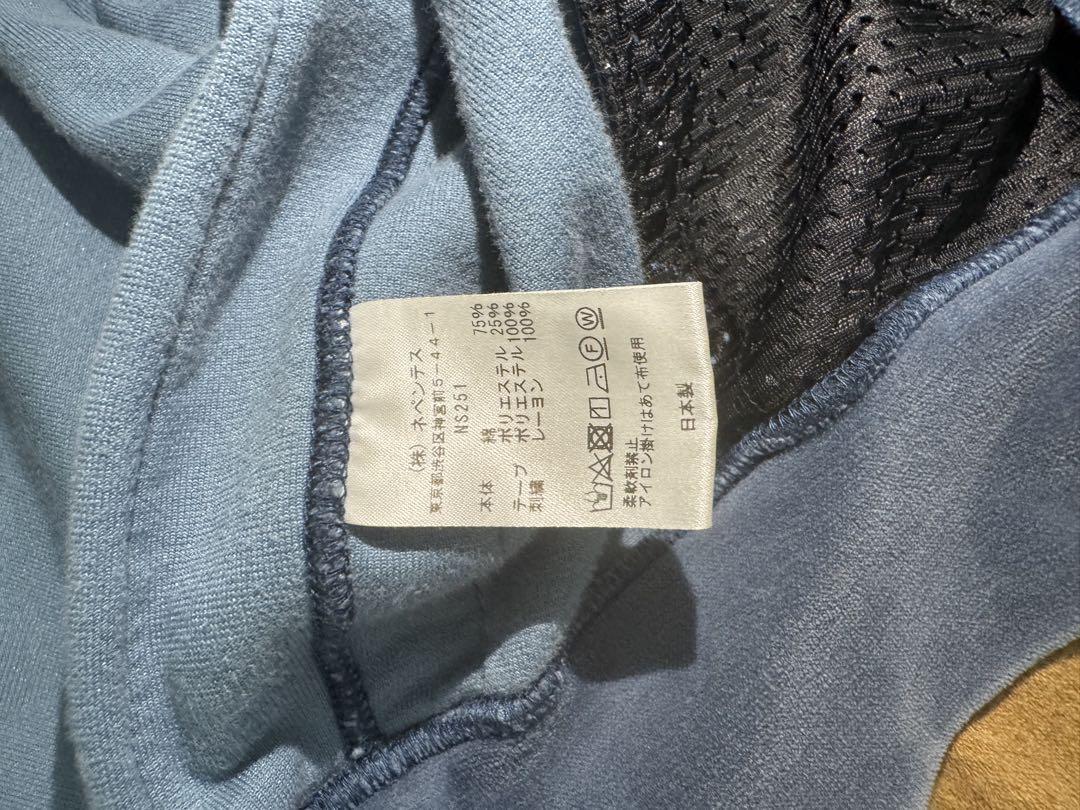 (株) ネペンテス
東京都渋谷区神宮前5-44-1
NS251
本体 綿 75%
ポリエステル 25%
テープ ポリエステル 100%
刺繍 レーヨン 100%
F W
柔軟剤禁止
アイロン掛けはあて布使用
日本製